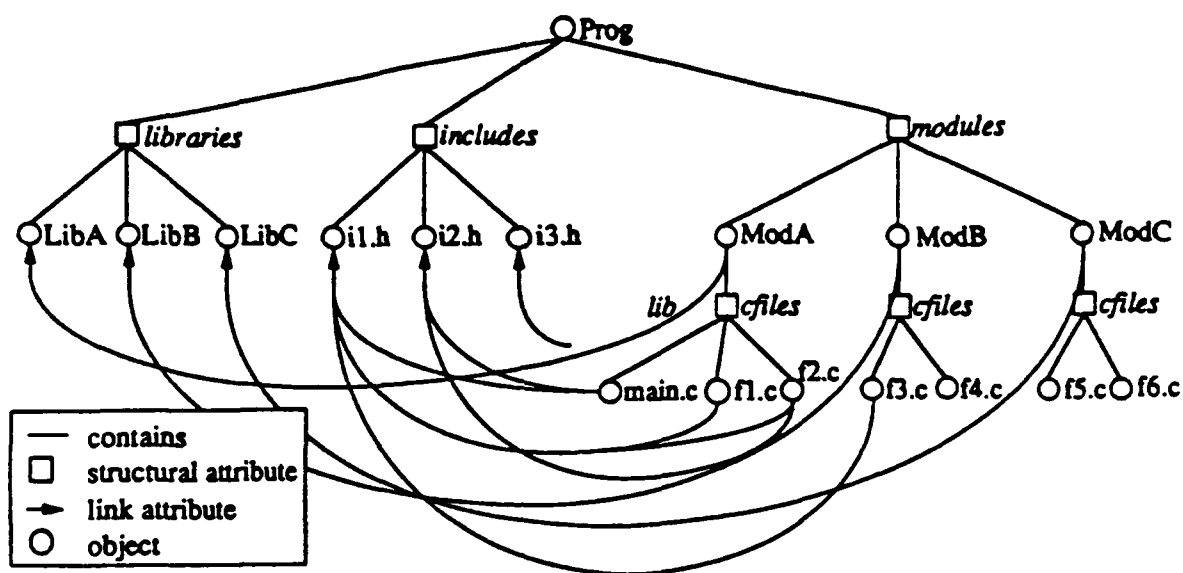 Prog
libraries
includes
modules
LibA LibB LibC i1.h i2.h i3.h ModA ModB ModC
lib cfiles cfiles cfiles
main.c f1.c f2.c f3.c f4.c f5.c f6.c
contains
structural attribute
link attribute
object